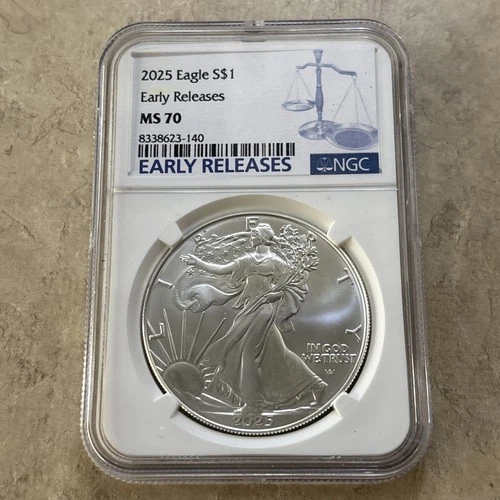 2025 Eagle S$1
Early Releases
MS 70
8338623-140
EARLY RELEASES
NGC
LIBERTY
IN GOD
WE TRUST
2025